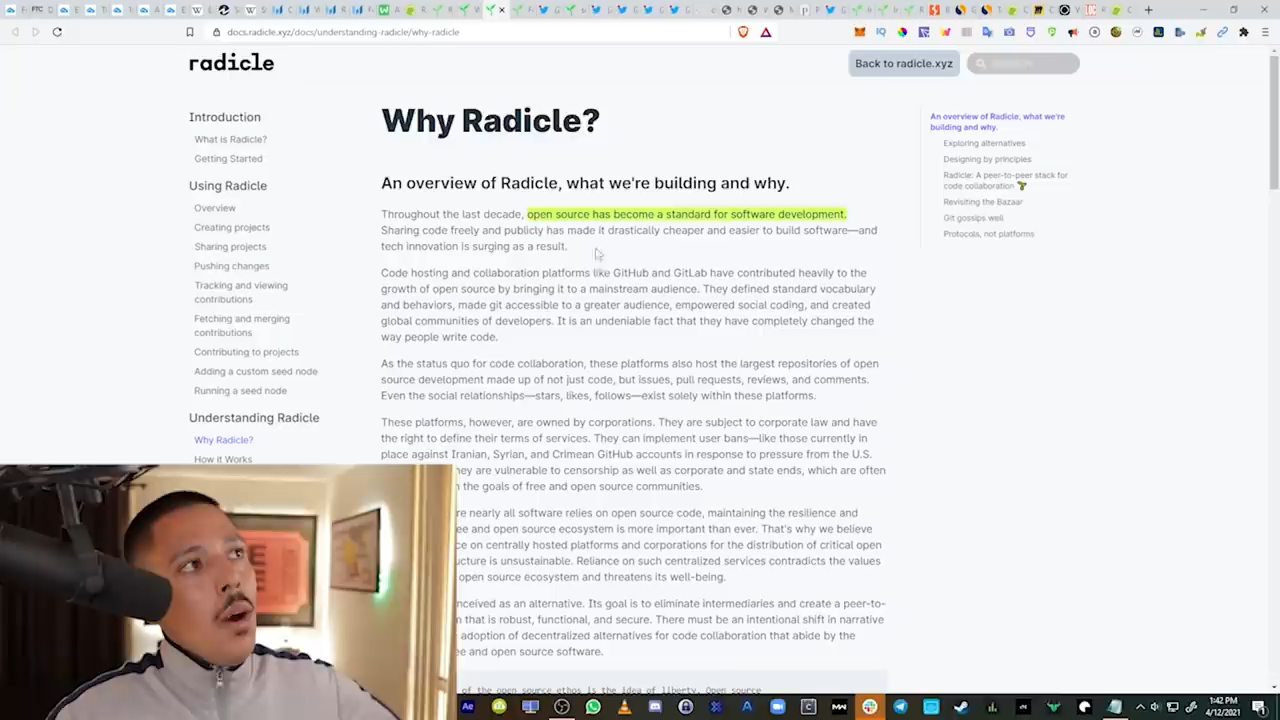 FTC
docs.radicle.xyz/docs/understanding-radicle/why-radicle
radicle
Back to radicle.xyz
Introduction
What is Radicle?
Getting Started
Using Radicle
Overview
Creating projects
Sharing projects
Pushing changes
Tracking and viewing
contributions
Fetching and merging
contributions
Contributing to projects
Adding a custom seed node
Running a seed node
Understanding Radicle
Why Radicle?
How it Works
Why Radicle?
An overview of Radicle, what we're building and why.
Throughout the last decade, open source has become a standard for software development.
Sharing code freely and publicly has made it drastically cheaper and easier to build software—and
tech innovation is surging as a result.
Code hosting and collaboration platforms like GitHub and GitLab have contributed heavily to the
growth of open source by bringing it to a mainstream audience. They defined standard vocabulary
and behaviors, made git accessible to a greater audience, empowered social coding, and created
global communities of developers. It is an undeniable fact that they have completely changed the
way people write code.
As the status quo for code collaboration, these platforms also host the largest repositories of open
source development made up of not just code, but issues, pull requests, reviews, and comments.
Even the social relationships—stars, likes, follows—exist solely within these platforms.
These platforms, however, are owned by corporations. They are subject to corporate law and have
the right to define their terms of services. They can implement user bans—like those currently in
place against Iranian, Syrian, and Crimean GitHub accounts in response to pressure from the U.S.
hey are vulnerable to censorship as well as corporate and state ends, which are often
the goals of free and open source communities.
re nearly all software relies on open source code, maintaining the resilience and
ee and open source ecosystem is more important than ever. That's why we believe
ce on centrally hosted platforms and corporations for the distribution of critical open
ucture is unsustainable. Reliance on such centralized services contradicts the values
open source ecosystem and threatens its well-being.
nceived as an alternative. Its goal is to eliminate intermediaries and create a peer-to-
n that is robust, functional, and secure. There must be an intentional shift in narrative
adoption of decentralized alternatives for code collaboration that abide by the
ee and open source software.
of the open source ethos is the idea of liberty. Open source
An overview of Radicle, what we're
building and why.
Exploring alternatives
Designing by principles
Radicle: A peer-to-peer stack for
code collaboration
Revisiting the Bazaar
Git gossips well
Protocols, not platforms
1:42 PM
4/12/2021